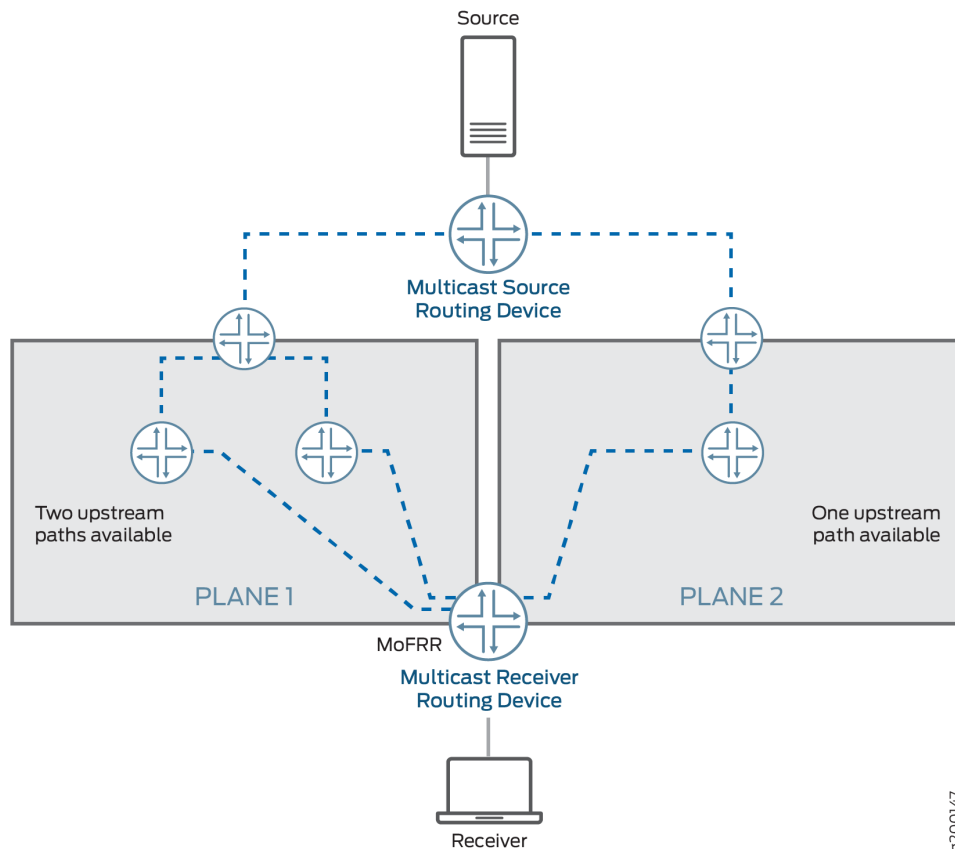 Source
Multicast Source
Routing Device
Two upstream
paths available
One upstream
path available
PLANE 1
PLANE 2
MoFRR
Multicast Receiver
Routing Device
Receiver